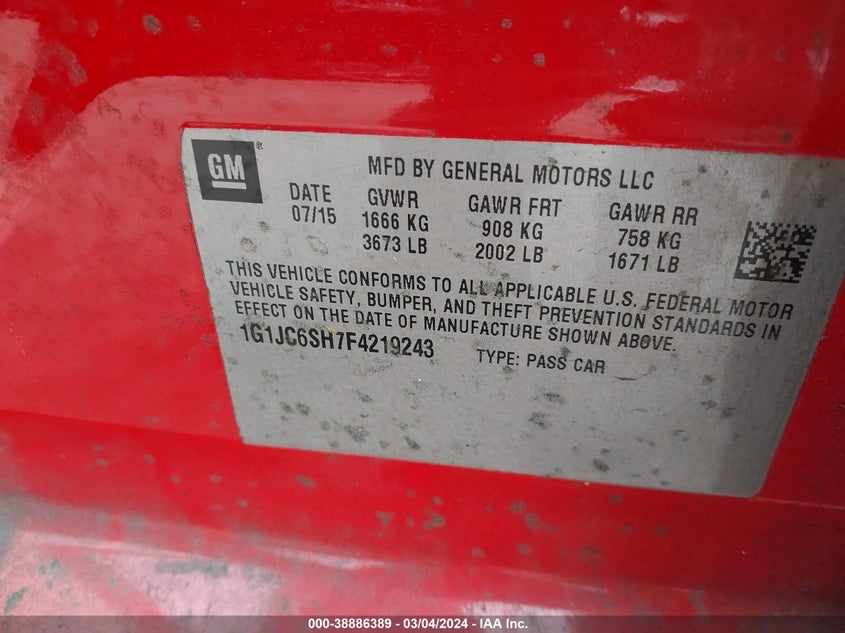 GM
MFD BY GENERAL MOTORS LLC
DATE GVWR GAWR FRT GAWR RR
07/15 1666 KG 908 KG 758 KG
3673 LB 2002 LB 1671 LB
THIS VEHICLE CONFORMS TO ALL APPLICABLE U.S. FEDERAL MOTOR
VEHICLE SAFETY, BUMPER, AND THEFT PREVENTION STANDARDS IN
EFFECT ON THE DATE OF MANUFACTURE SHOWN ABOVE.
1G1JC6SH7F4219243 TYPE: PASS CAR
000-38886389 - 03/04/2024 - IAA Inc.